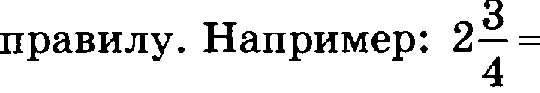 правилу. Например: 2 3/4 =